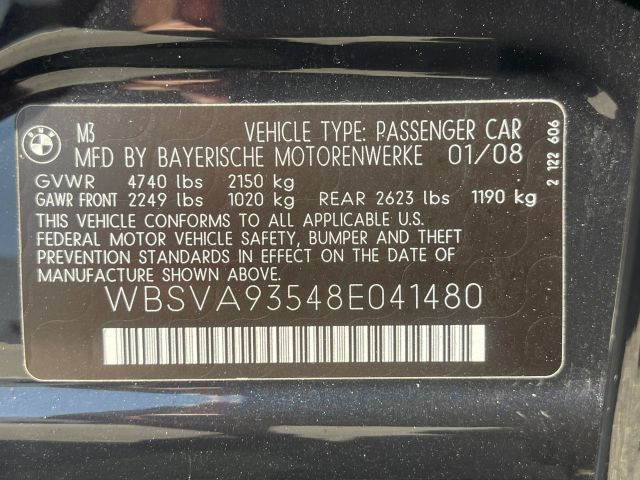 BMW
M3 VEHICLE TYPE: PASSENGER CAR
MFD BY BAYERISCHE MOTORENWERKE 01/08
GVWR 4740 lbs 2150 kg
GAWR FRONT 2249 lbs 1020 kg REAR 2623 lbs 1190 kg
THIS VEHICLE CONFORMS TO ALL APPLICABLE U.S.
FEDERAL MOTOR VEHICLE SAFETY, BUMPER AND THEFT
PREVENTION STANDARDS IN EFFECT ON THE DATE OF
MANUFACTURE SHOWN ABOVE.
WBSVA93548E041480
2 122 606